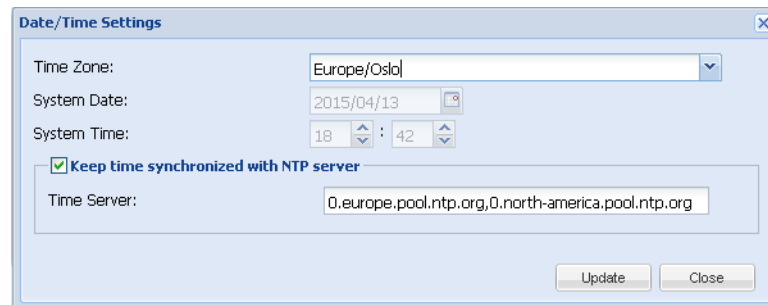 Date/Time Settings
Time Zone: Europe/Oslo
System Date: 2015/04/13
System Time: 18 : 42
Keep time synchronized with NTP server
Time Server: 0.europe.pool.ntp.org,0.north-america.pool.ntp.org
Update Close